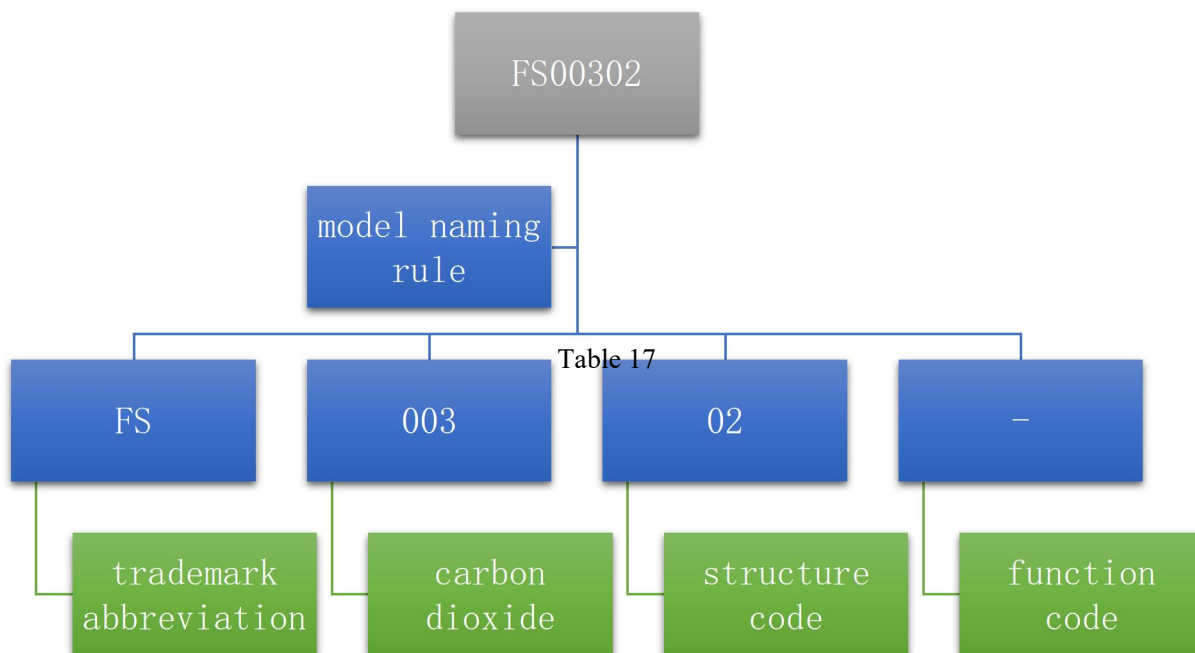 FS00302
model naming
rule
Table 17
FS
003
02
-
trademark
abbreviation
carbon
dioxide
structure
code
function
code